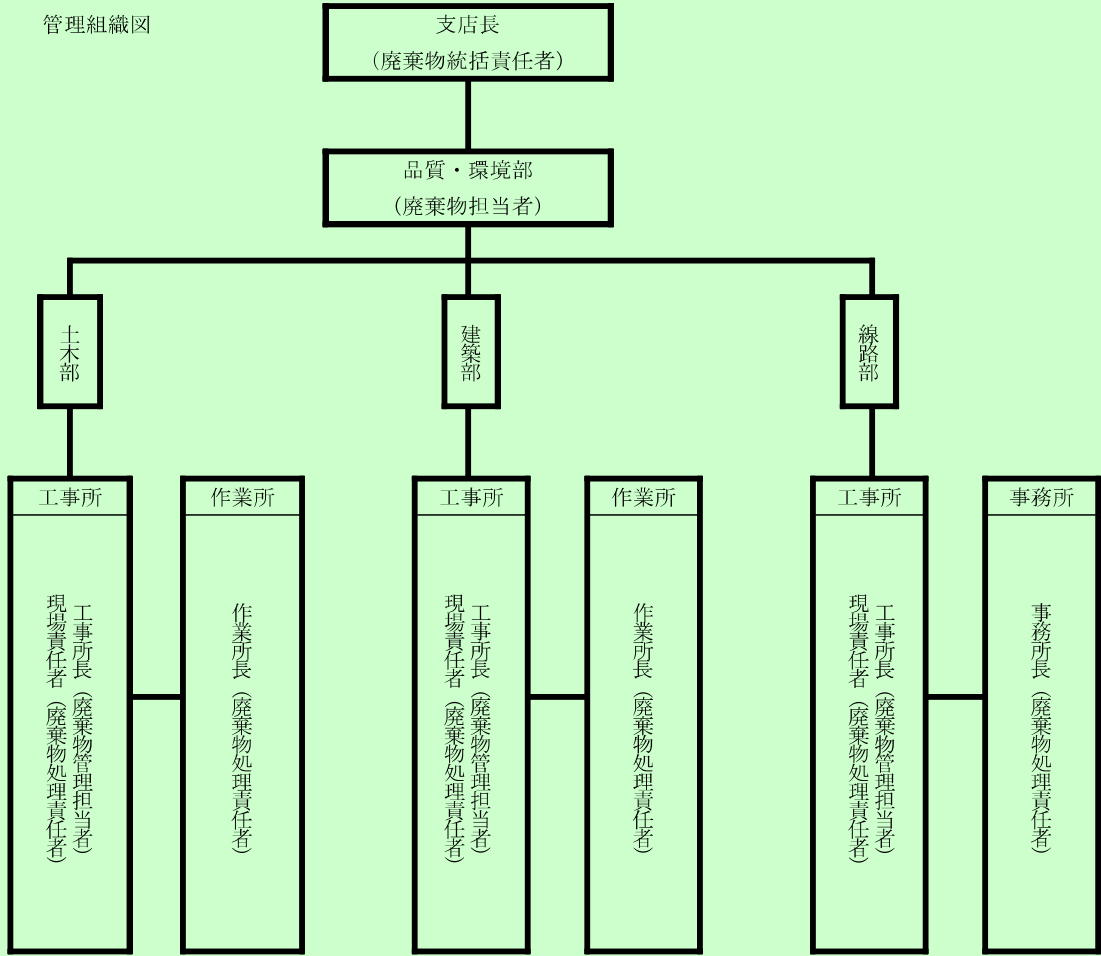 管理組織図
支店長
（廃棄物統括責任者）
品質・環境部
（廃棄物担当者）
土木部
建築部
線路部
工事所
工事所長（廃棄物管理担当者）
現場責任者（廃棄物処理責任者）
作業所
作業所長（廃棄物処理責任者）
工事所
工事所長（廃棄物管理担当者）
現場責任者（廃棄物処理責任者）
作業所
作業所長（廃棄物処理責任者）
工事所
工事所長（廃棄物管理担当者）
現場責任者（廃棄物処理責任者）
事務所
事務所長（廃棄物処理責任者）